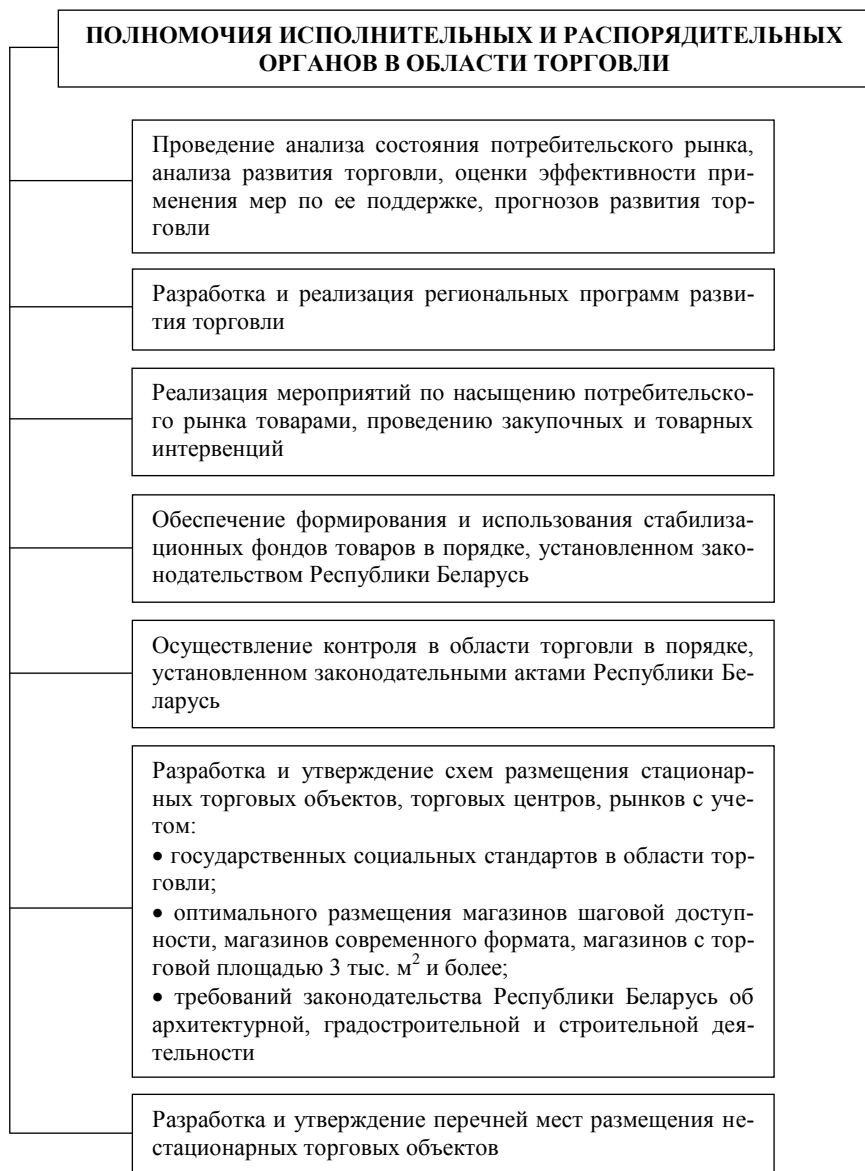 ПОЛНОМОЧИЯ ИСПОЛНИТЕЛЬНЫХ И РАСПОРЯДИТЕЛЬНЫХ
ОРГАНОВ В ОБЛАСТИ ТОРГОВЛИ
Проведение анализа состояния потребительского рынка,
анализа развития торговли, оценки эффективности при-
менения мер по ее поддержке, прогнозов развития тор-
говли
Разработка и реализация региональных программ разви-
тия торговли
Реализация мероприятий по насыщению потребительско-
го рынка товарами, проведению закупочных и товарных
интервенций
Обеспечение формирования и использования стабилиза-
ционных фондов товаров в порядке, установленном зако-
нодательством Республики Беларусь
Осуществление контроля в области торговли в порядке,
установленном законодательными актами Республики Бе-
ларусь
Разработка и утверждение схем размещения стационар-
ных торговых объектов, торговых центров, рынков с уче-
том:
• государственных социальных стандартов в области тор-
говли;
• оптимального размещения магазинов шаговой доступ-
ности, магазинов современного формата, магазинов с тор-
говой площадью 3 тыс. м² и более;
• требований законодательства Республики Беларусь об
архитектурной, градостроительной и строительной дея-
тельности
Разработка и утверждение перечней мест размещения не-
стационарных торговых объектов